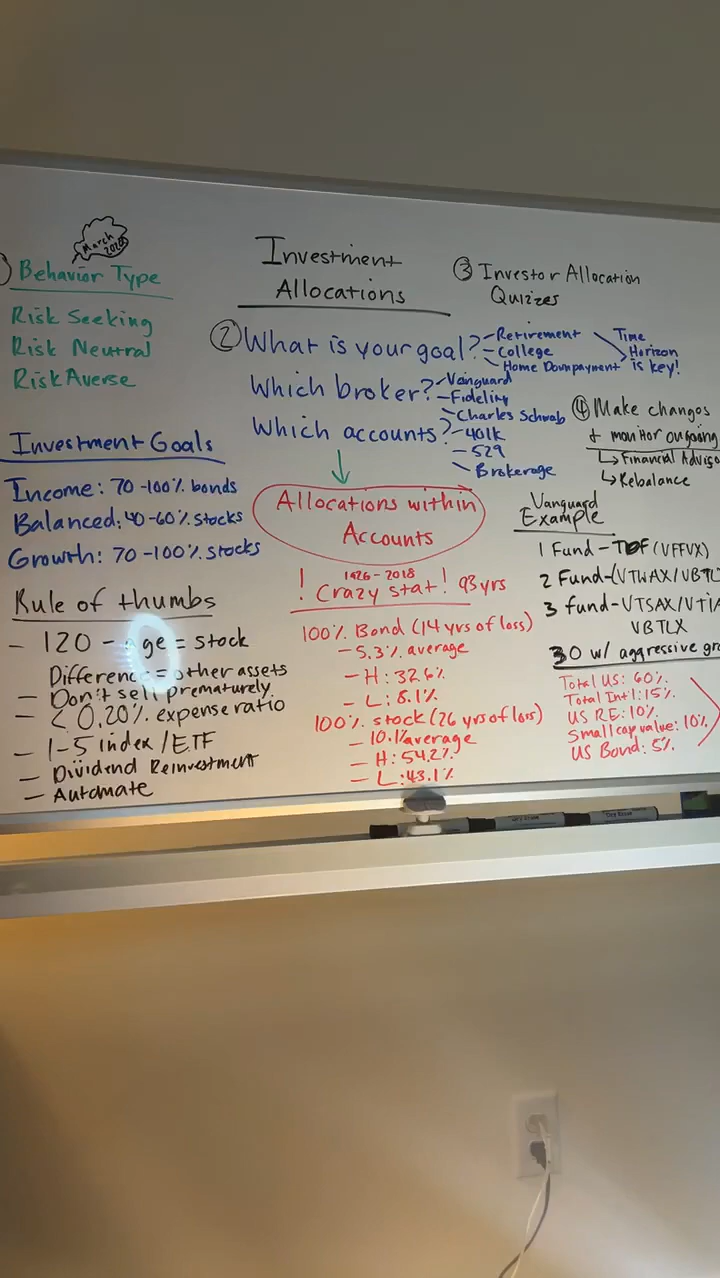 March
2020
) Behavior Type
Risk Seeking
Risk Neutral
Risk Averse
Investment Goals
Income: 70-100% bonds
Balanced: 40-60% stocks
Growth: 70-100% stocks
Rule of thumbs
- 120 - age = stock
Difference = other assets
- Don't sell prematurely
- < 0.20% expense ratio
- 1-5 index/ETF
- Dividend Reinvestment
- Automate
Investment
Allocations
② What is your goal? - Retirement
- College
- Home Downpayment
Time
Horizon
is key!
Which broker? - Vanguard
- Fidelity
- Charles Schwab
Which accounts? - 401k
- 529
- Brokerage
Allocations within
Accounts
1926-2018
! Crazy stat! 93 yrs
100% Bond (14 yrs of loss)
- 5.3% average
- H: 32.6%
- L: 8.1%
100% stock (26 yrs of loss)
- 10.1% average
- H: 54.2%
- L: 43.1%
③ Investor Allocation
Quizzes
④ Make changes
+ monitor ongoing
↳ Financial Adviso
↳ Rebalance
Vanguard
Example
1 Fund - TDF (VFFVX)
2 Fund - (VTWAX/VBTL
3 fund - VTSAX/VTIA
VBTLX
30 w/ aggressive gr
Total US: 60%
Total Int'l: 15%
US RE: 10%
Small cap value: 10%
US Bond: 5%